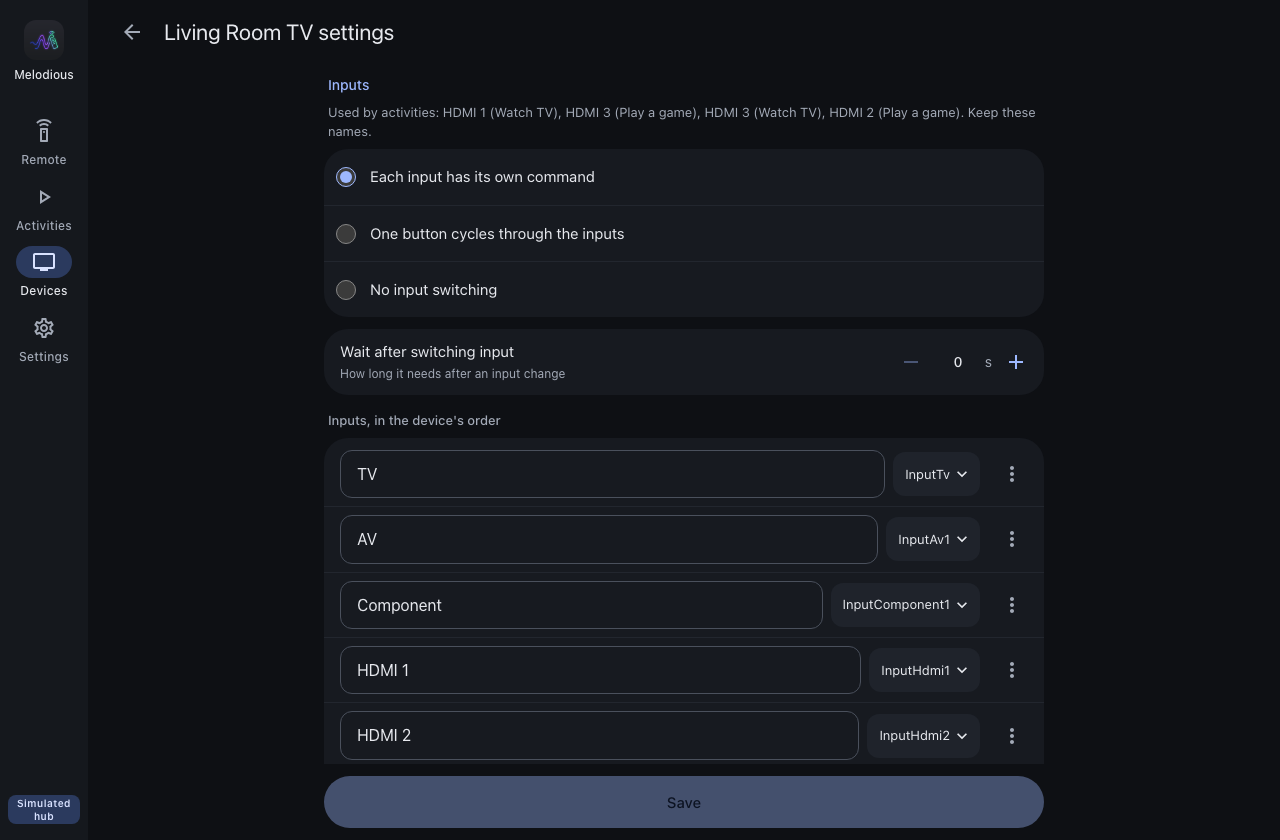 Living Room TV settings
Melodious
Remote
Activities
Devices
Settings
Simulated
hub
Inputs
Used by activities: HDMI 1 (Watch TV), HDMI 3 (Play a game), HDMI 3 (Watch TV), HDMI 2 (Play a game). Keep these
names.
Each input has its own command
One button cycles through the inputs
No input switching
Wait after switching input
How long it needs after an input change
0 s
Inputs, in the device's order
TV InputTv
AV InputAv1
Component InputComponent1
HDMI 1 InputHdmi1
HDMI 2 InputHdmi2
Save